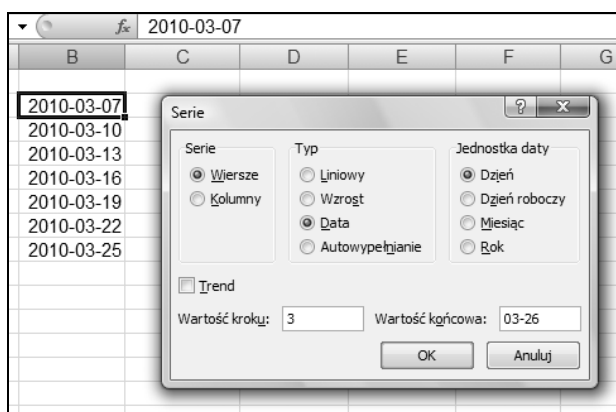 fx 2010-03-07
B C D E F G
2010-03-07
2010-03-10
2010-03-13
2010-03-16
2010-03-19
2010-03-22
2010-03-25
Serie
Serie Typ Jednostka daty
Wiersze Liniowy Dzień
Kolumny Wzrost Dzień roboczy
Data Miesiąc
Autowypełnianie Rok
Trend
Wartość kroku: 3 Wartość końcowa: 03-26
OK Anuluj